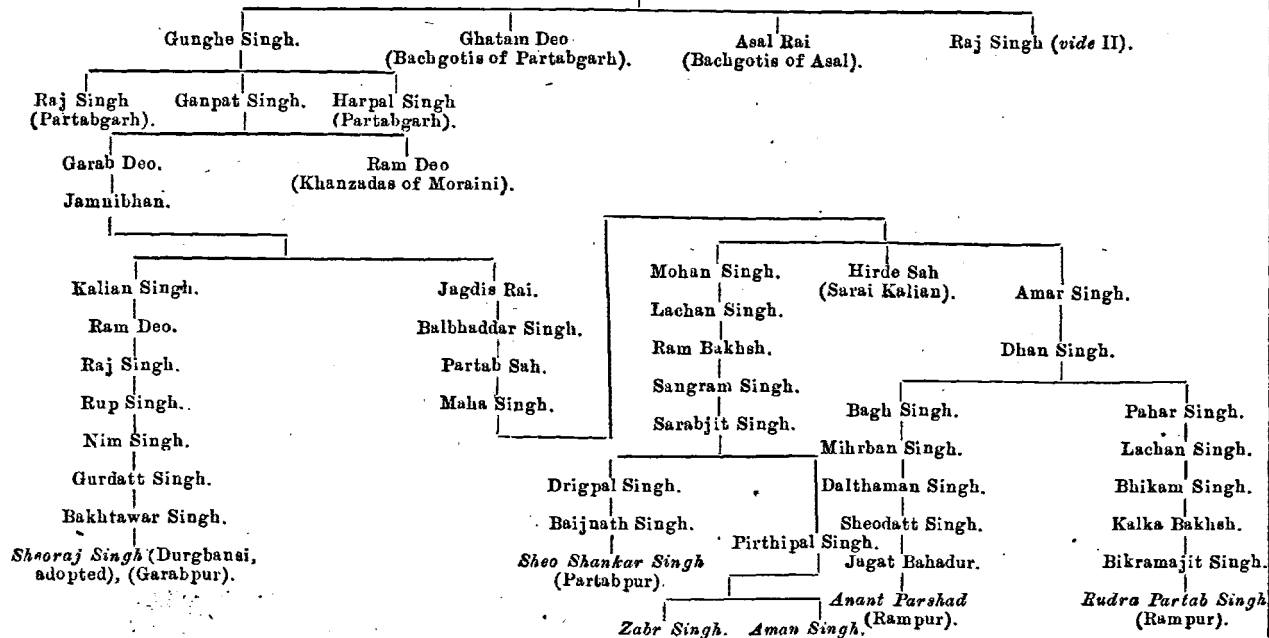 Gunghe Singh. Ghatam Deo Asal Rai Raj Singh (vide II).
(Bachgotis of Partabgarh). (Bachgotis of Asal).
Raj Singh Ganpat Singh. Harpal Singh
(Partabgarh). (Partabgarh).
Garab Deo. Ram Deo
(Khanzadas of Moraini).
Jamnibhan.
Kalian Singh.
Ram Deo.
Raj Singh.
Rup Singh.
Nim Singh.
Gurdatt Singh.
Bakhtawar Singh.
Sheoraj Singh (Durgbansi,
adopted), (Garabpur).
Jagdis Rai.
Balbhaddar Singh.
Partab Sah.
Maha Singh.
Mohan Singh.
Lachan Singh.
Ram Bakhsh.
Sangram Singh.
Sarabjit Singh.
Drigpal Singh.
Baijnath Singh.
Sheo Shankar Singh
(Partabpur).
Pirthipal Singh.
Zabr Singh. Aman Singh.
Hirde Sah
(Sarai Kalian).
Amar Singh.
Dhan Singh.
Bagh Singh.
Mihrban Singh.
Dalthaman Singh.
Sheodatt Singh.
Jagat Bahadur.
Anant Parshad
(Rampur).
Pahar Singh.
Lachan Singh.
Bhikam Singh.
Kalka Bakhsh.
Bikramajit Singh.
Rudra Partab Singh
(Rampur).